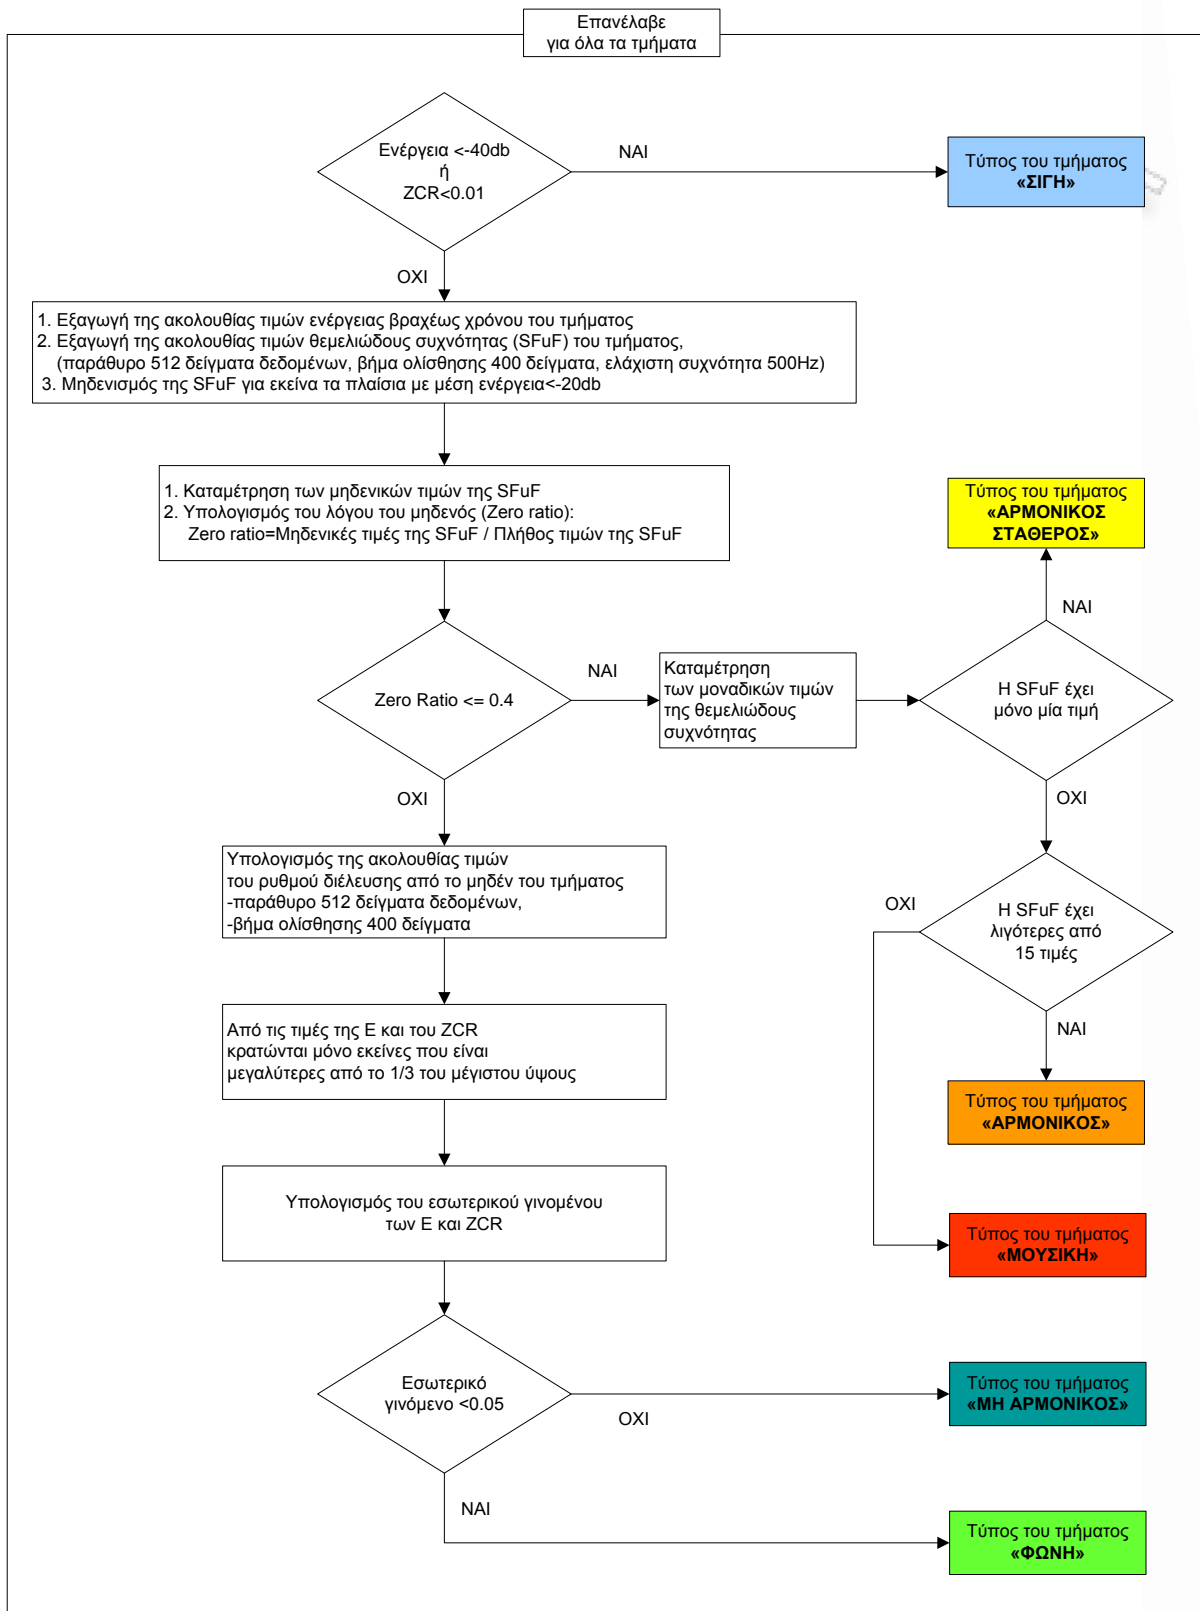 Επανέλαβε
για όλα τα τμήματα
Ενέργεια <-40db
ή
ZCR<0.01
ΝΑΙ
Τύπος του τμήματος
«ΣΙΓΗ»
ΟΧΙ
1. Εξαγωγή της ακολουθίας τιμών ενέργειας βραχέως χρόνου του τμήματος
2. Εξαγωγή της ακολουθίας τιμών θεμελιώδους συχνότητας (SFuF) του τμήματος,
(παράθυρο 512 δείγματα δεδομένων, βήμα ολίσθησης 400 δείγματα, ελάχιστη συχνότητα 500Hz)
3. Μηδενισμός της SFuF για εκείνα τα πλαίσια με μέση ενέργεια<-20db
1. Καταμέτρηση των μηδενικών τιμών της SFuF
2. Υπολογισμός του λόγου του μηδενός (Zero ratio):
Zero ratio=Μηδενικές τιμές της SFuF / Πλήθος τιμών της SFuF
Τύπος του τμήματος
«ΑΡΜΟΝΙΚΟΣ
ΣΤΑΘΕΡΟΣ»
ΝΑΙ
Zero Ratio <= 0.4
ΝΑΙ
Καταμέτρηση
των μοναδικών τιμών
της θεμελιώδους
συχνότητας
Η SFuF έχει
μόνο μία τιμή
ΟΧΙ
ΟΧΙ
Υπολογισμός της ακολουθίας τιμών
του ρυθμού διέλευσης από το μηδέν του τμήματος
-παράθυρο 512 δείγματα δεδομένων,
-βήμα ολίσθησης 400 δείγματα
ΟΧΙ
Η SFuF έχει
λιγότερες από
15 τιμές
ΝΑΙ
Από τις τιμές της Ε και του ZCR
κρατώνται μόνο εκείνες που είναι
μεγαλύτερες από το 1/3 του μέγιστου ύψους
Τύπος του τμήματος
«ΑΡΜΟΝΙΚΟΣ»
Υπολογισμός του εσωτερικού γινομένου
των Ε και ZCR
Τύπος του τμήματος
«ΜΟΥΣΙΚΗ»
Εσωτερικό
γινόμενο <0.05
ΟΧΙ
Τύπος του τμήματος
«ΜΗ ΑΡΜΟΝΙΚΟΣ»
ΝΑΙ
Τύπος του τμήματος
«ΦΩΝΗ»